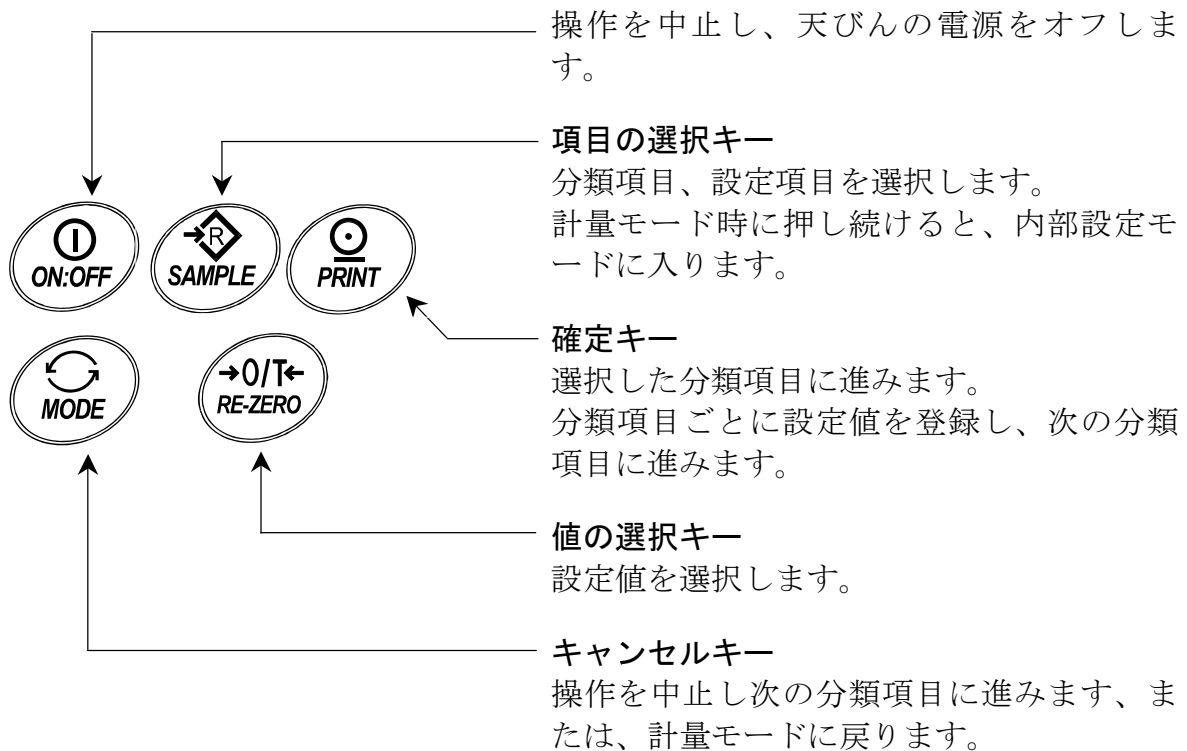 操作を中止し、天びんの電源をオフしま
す。
項目の選択キー
分類項目、設定項目を選択します。
計量モード時に押し続けると、内部設定モ
ードに入ります。
ON:OFF
R
SAMPLE
PRINT
確定キー
選択した分類項目に進みます。
分類項目ごとに設定値を登録し、次の分類
項目に進みます。
MODE
→0/T←
RE-ZERO
値の選択キー
設定値を選択します。
キャンセルキー
操作を中止し次の分類項目に進みます、ま
たは、計量モードに戻ります。